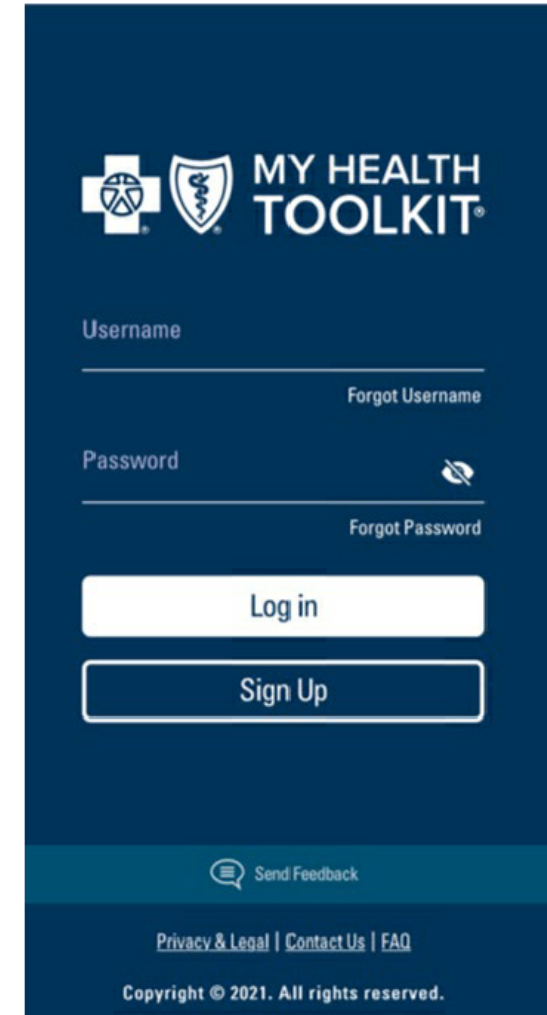 MY HEALTH
TOOLKIT®
Username
Forgot Username
Password
Forgot Password
Log in
Sign Up
Send Feedback
Privacy & Legal | Contact Us | FAQ
Copyright © 2021. All rights reserved.